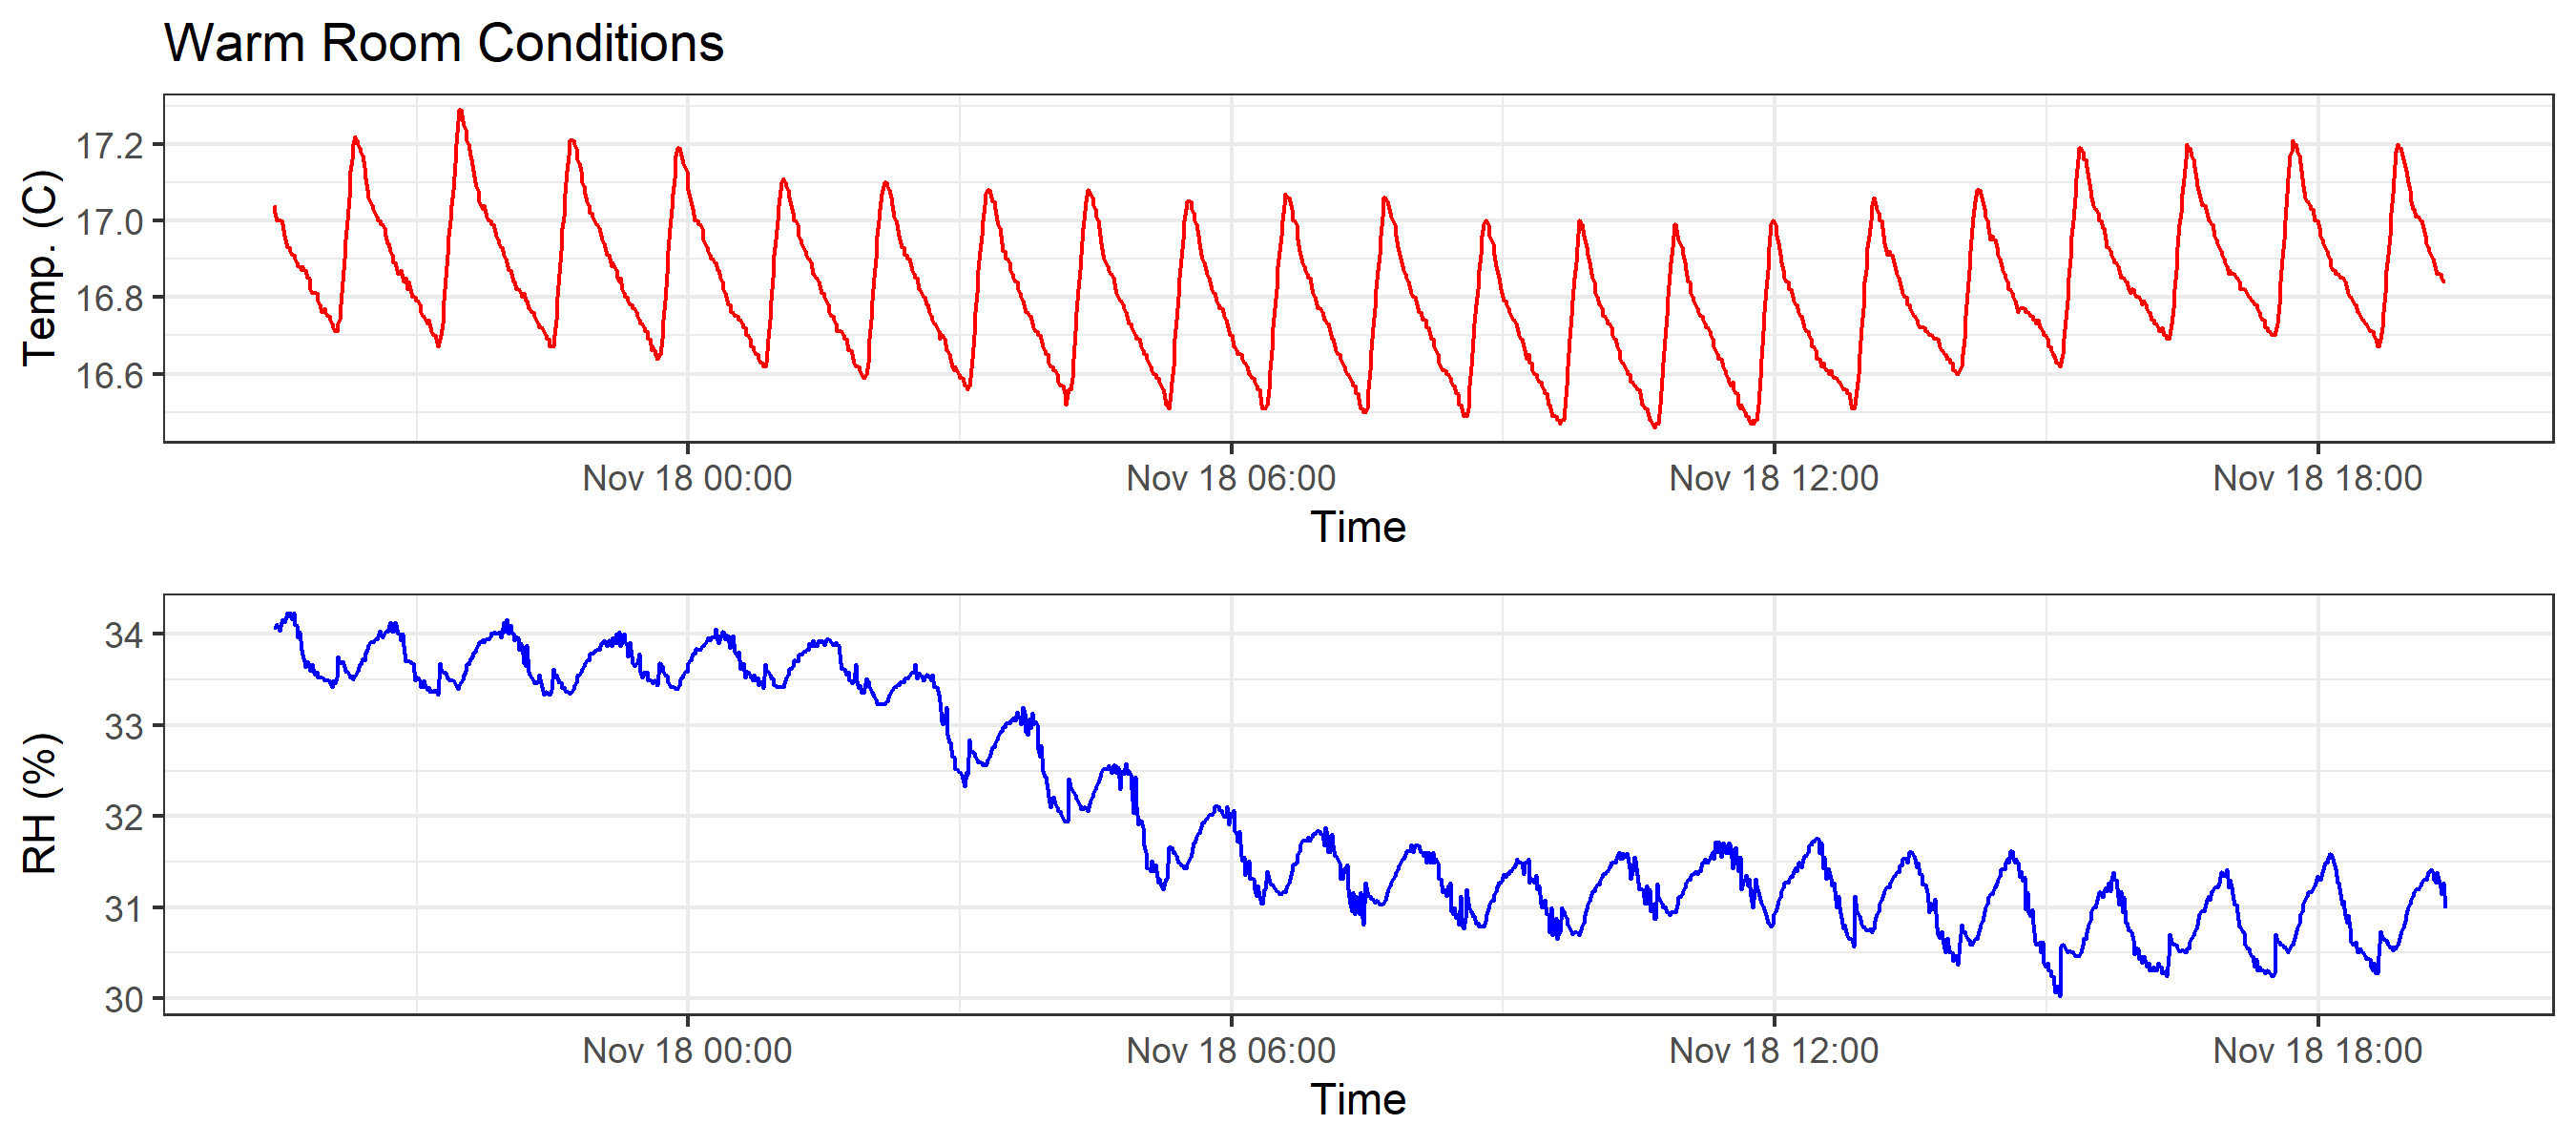 Warm Room Conditions
Temp. (C)
17.2
17.0
16.8
16.6
Nov 18 00:00 Nov 18 06:00 Nov 18 12:00 Nov 18 18:00
Time
RH (%)
34
33
32
31
30
Nov 18 00:00 Nov 18 06:00 Nov 18 12:00 Nov 18 18:00
Time